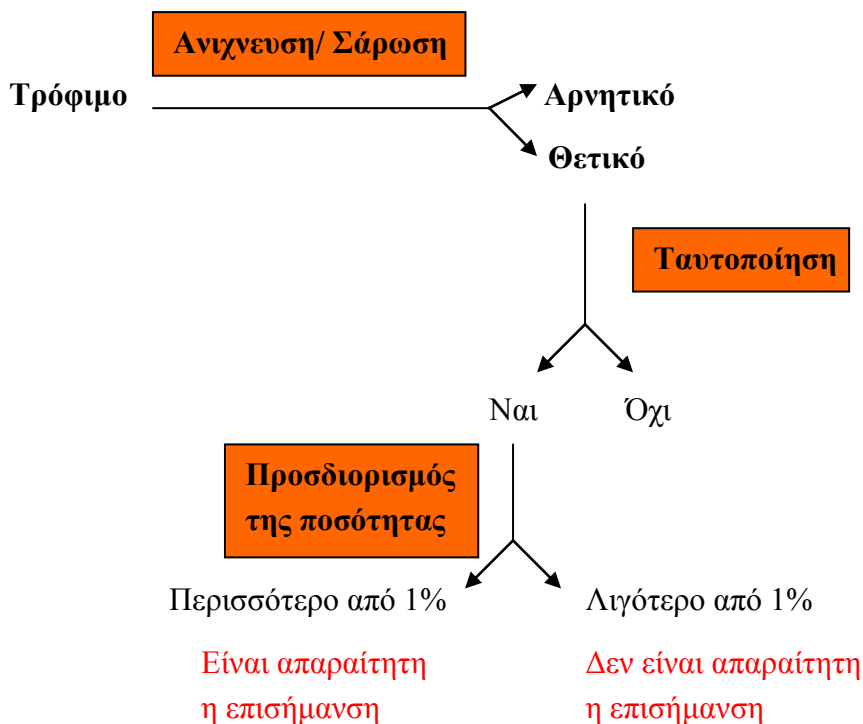 Ανιχνευση/ Σάρωση
Τρόφιμο
Αρνητικό
Θετικό
Ταυτοποίηση
Ναι
Όχι
Προσδιορισμός
της ποσότητας
Περισσότερο από 1%
Λιγότερο από 1%
Είναι απαραίτητη
η επισήμανση
Δεν είναι απαραίτητη
η επισήμανση